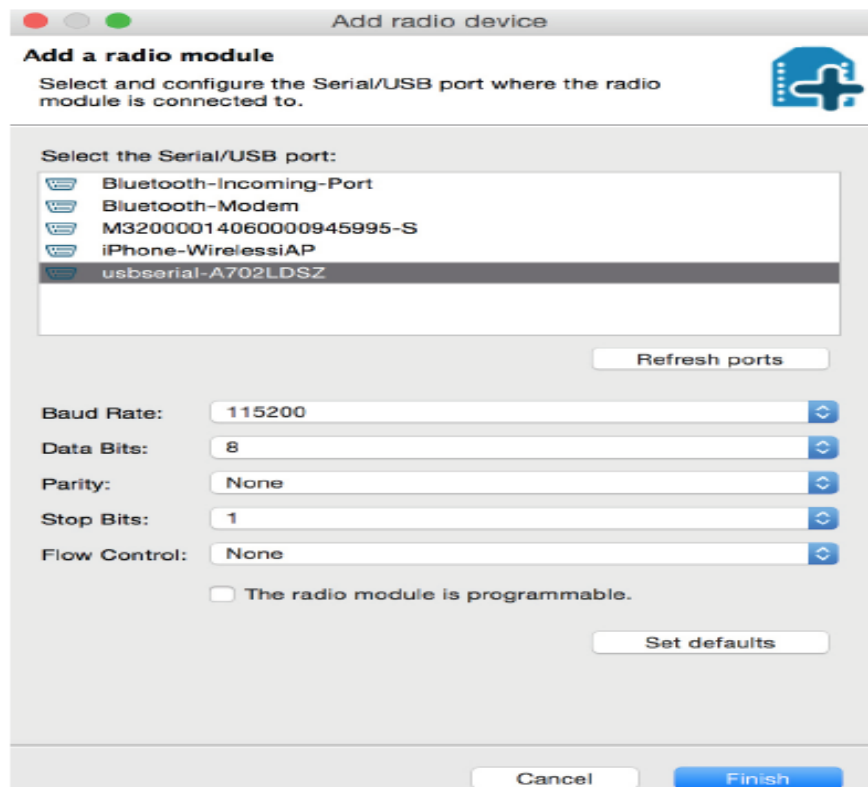 Add radio device
Add a radio module
Select and configure the Serial/USB port where the radio
module is connected to.
Select the Serial/USB port:
Bluetooth-Incoming-Port
Bluetooth-Modem
M32000014060000945995-S
iPhone-WirelessiAP
usbserial-A702LDSZ
Refresh ports
Baud Rate: 115200
Data Bits: 8
Parity: None
Stop Bits: 1
Flow Control: None
The radio module is programmable.
Set defaults
Cancel Finish